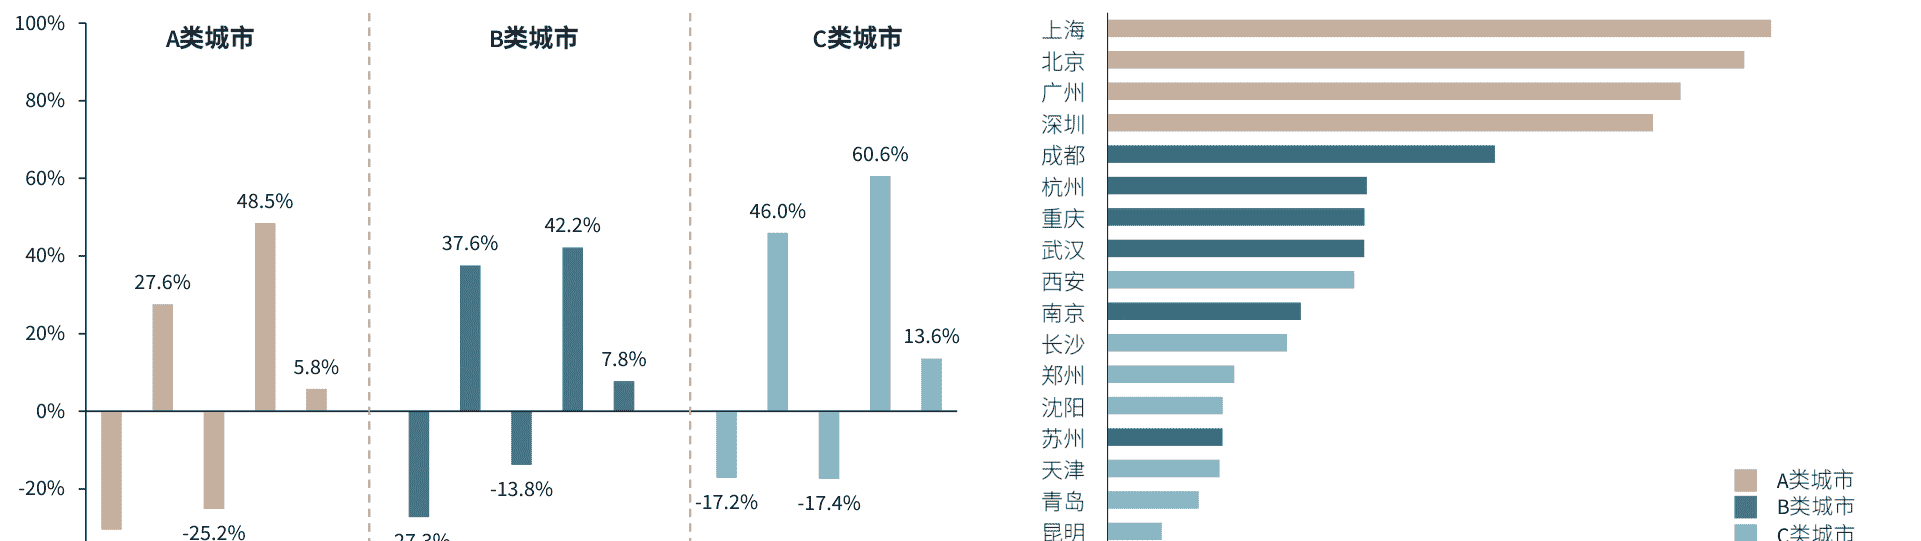 100%
80%
60%
40%
20%
0%
-20%
A类城市
B类城市
C类城市
27.6%
-25.2%
48.5%
5.8%
37.6%
-13.8%
42.2%
7.8%
-17.2%
46.0%
-17.4%
60.6%
13.6%
上海
北京
广州
深圳
成都
杭州
重庆
武汉
西安
南京
长沙
郑州
沈阳
苏州
天津
青岛
昆明
A类城市
B类城市
C类城市